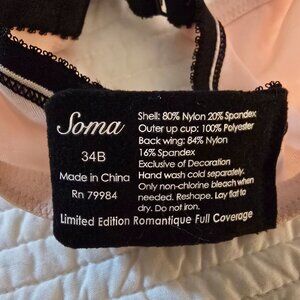 Soma
34B
Made in China
Rn 79984
Shell: 80% Nylon 20% Spandex
Outer up cup: 100% Polyester
Back wing: 84% Nylon
16% Spandex
Exclusive of Decoration
Hand wash cold separately.
Only non-chlorine bleach when
needed. Reshape. Lay flat to
dry. Do not iron.
Limited Edition Romantique Full Coverage